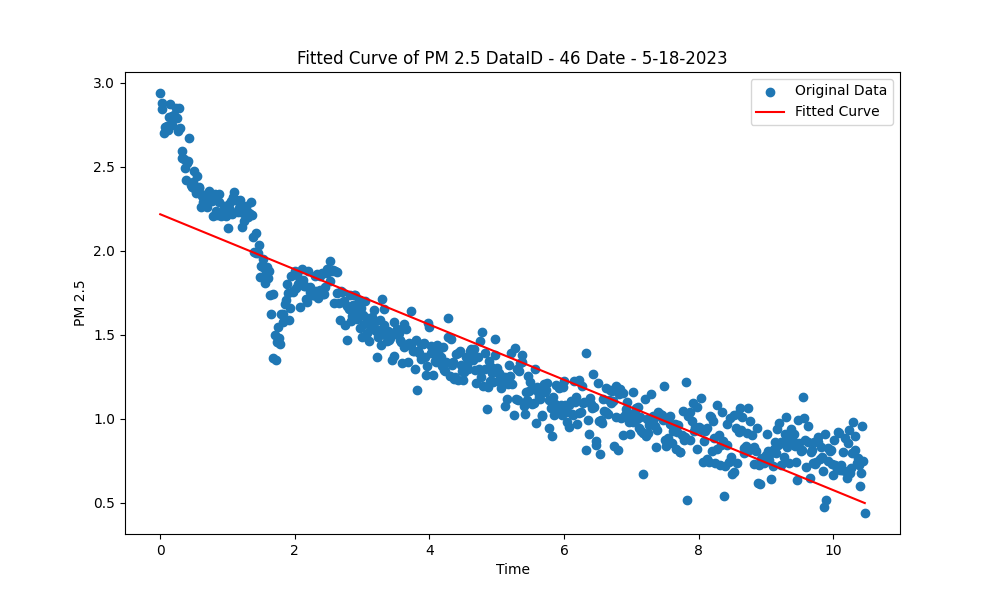 Fitted Curve of PM 2.5 DataID - 46 Date - 5-18-2023
Original Data
Fitted Curve
PM 2.5
3.0
2.5
2.0
1.5
1.0
0.5
0 2 4 6 8 10
Time